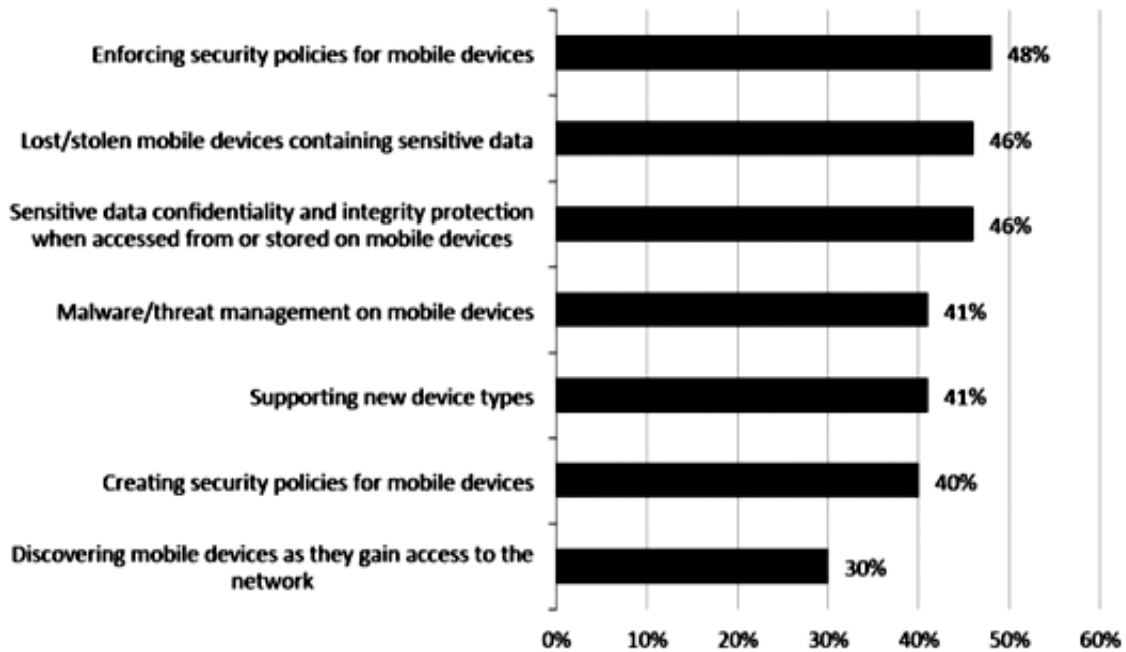 Enforcing security policies for mobile devices
48%
Lost/stolen mobile devices containing sensitive data
46%
Sensitive data confidentiality and integrity protection
when accessed from or stored on mobile devices
46%
Malware/threat management on mobile devices
41%
Supporting new device types
41%
Creating security policies for mobile devices
40%
Discovering mobile devices as they gain access to the
network
30%
0% 10% 20% 30% 40% 50% 60%